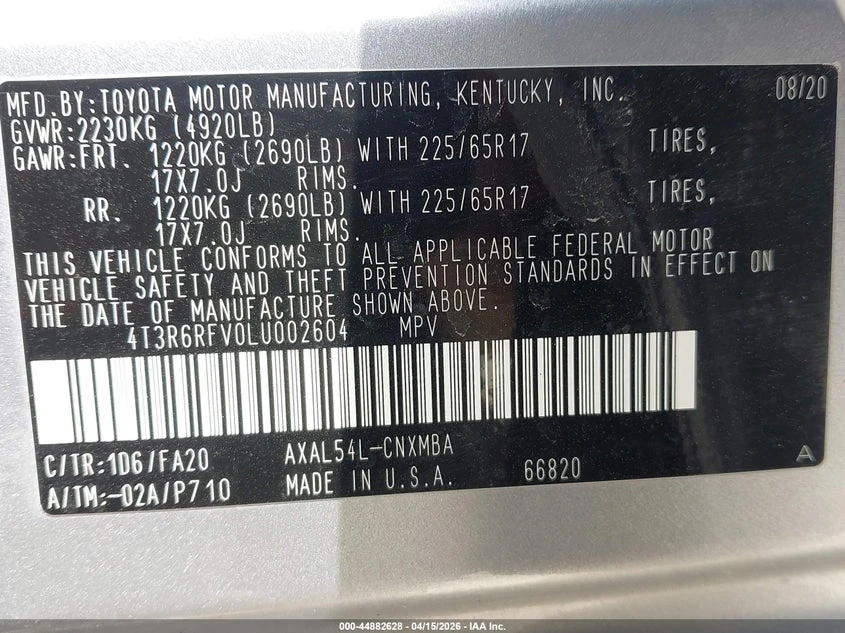 MFD.BY:TOYOTA MOTOR MANUFACTURING, KENTUCKY, INC. 08/20
GVWR:2230KG (4920LB)
GAWR:FRT. 1220KG (2690LB) WITH 225/65R17 TIRES,
17X7.0J RIMS.
RR. 1220KG (2690LB) WITH 225/65R17 TIRES,
17X7.0J RIMS.
THIS VEHICLE CONFORMS TO ALL APPLICABLE FEDERAL MOTOR
VEHICLE SAFETY AND THEFT PREVENTION STANDARDS IN EFFECT ON
THE DATE OF MANUFACTURE SHOWN ABOVE.
4T3R6RFV0LU002604 MPV
C/TR:1D6/FA20 AXAL54L-CNXMBA A
A/TM:-02A/P710 MADE IN U.S.A. 66820
000-44882628 - 04/15/2026 - IAA Inc.